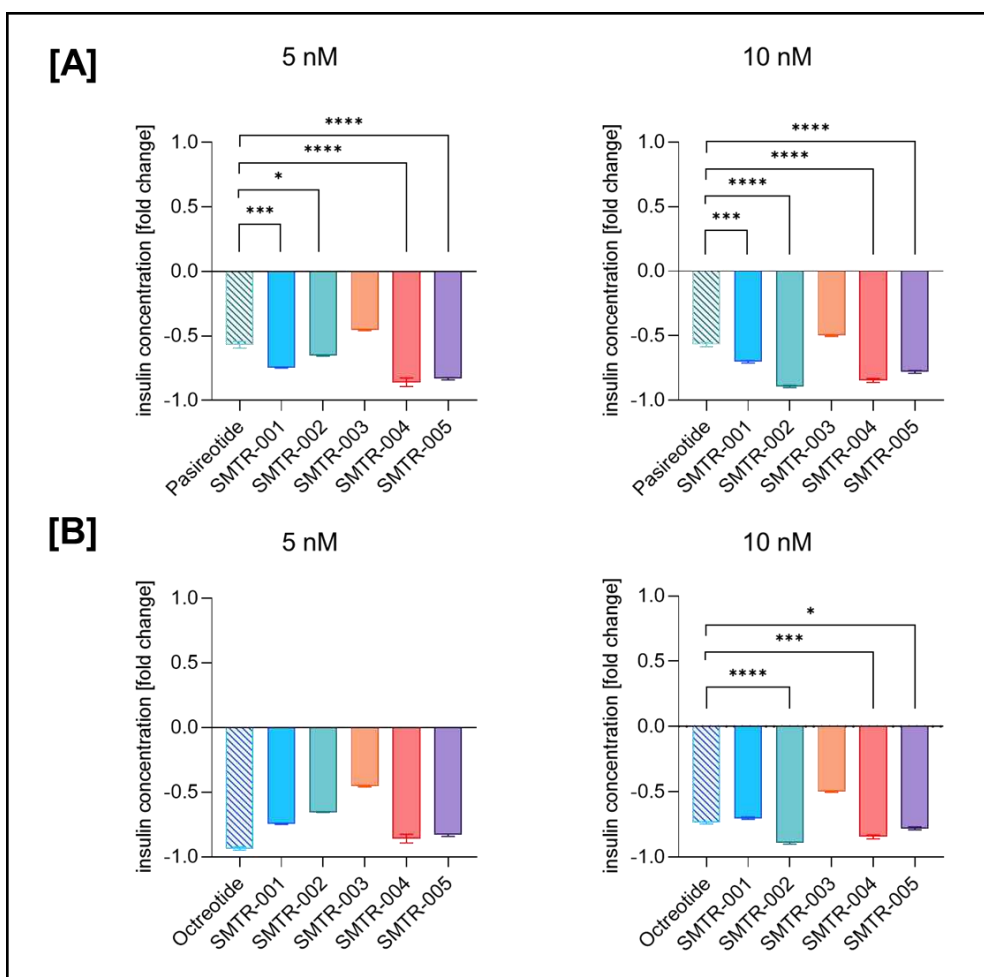 [A]
5 nM
insulin concentration [fold change]
1.0
0.5
0.0
-0.5
-1.0
****
****
*
***
Pasireotide
SMTR-001
SMTR-002
SMTR-003
SMTR-004
SMTR-005
10 nM
insulin concentration [fold change]
1.0
0.5
0.0
-0.5
-1.0
****
****
****
***
Pasireotide
SMTR-001
SMTR-002
SMTR-003
SMTR-004
SMTR-005
[B]
5 nM
insulin concentration [fold change]
1.0
0.5
0.0
-0.5
-1.0
Octreotide
SMTR-001
SMTR-002
SMTR-003
SMTR-004
SMTR-005
10 nM
insulin concentration [fold change]
1.0
0.5
0.0
-0.5
-1.0
*
***
****
Octreotide
SMTR-001
SMTR-002
SMTR-003
SMTR-004
SMTR-005